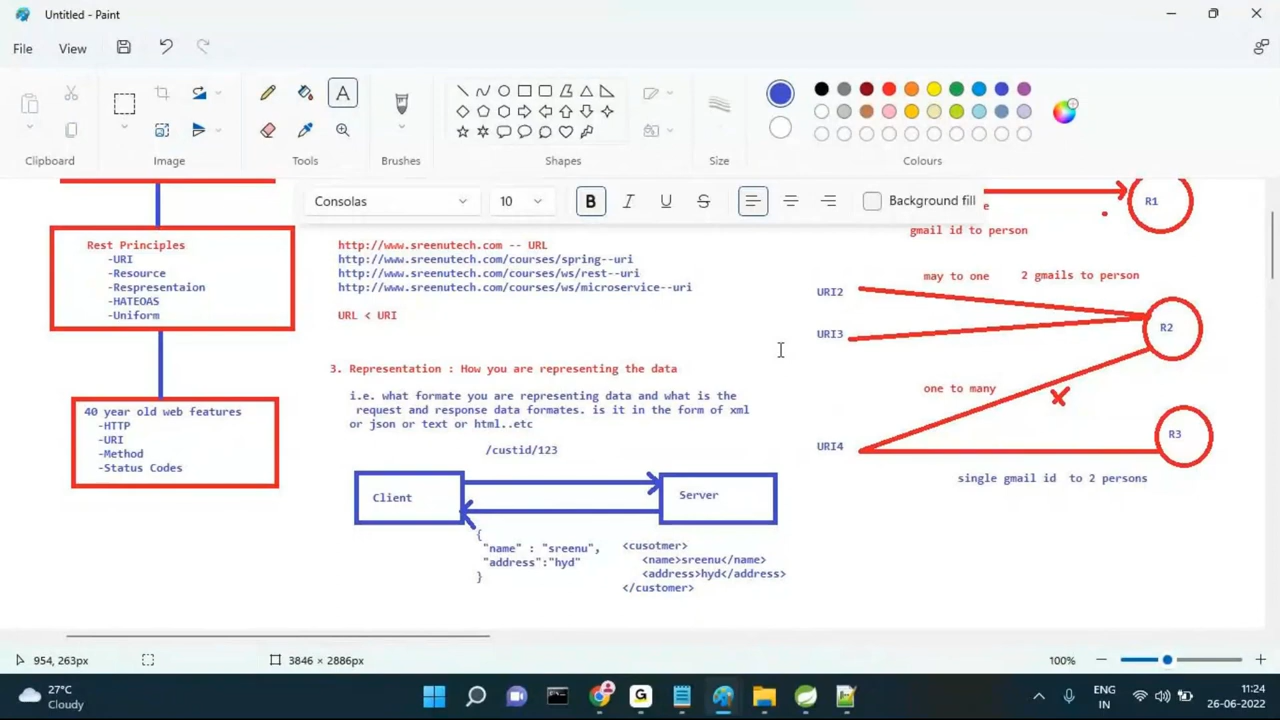 Untitled - Paint
File
View
Clipboard
Image
Tools
Brushes
Shapes
Size
Colours
Consolas
10
B
I
U
S
Background fill
Rest Principles
-URI
-Resource
-Respresentaion
-HATEOAS
-Uniform
40 year old web features
-HTTP
-URI
-Method
-Status Codes
http://www.sreenutech.com -- URL
http://www.sreenutech.com/courses/spring--uri
http://www.sreenutech.com/courses/ws/rest--uri
http://www.sreenutech.com/courses/ws/microservice--uri
URL < URI
3. Representation : How you are representing the data
i.e. what formate you are representing data and what is the
request and response data formates. is it in the form of xml
or json or text or html..etc
/custid/123
Client
Server
{
"name" : "sreenu",
"address":"hyd"
}
<cusotmer>
<name>sreenu</name>
<address>hyd</address>
</customer>
R1
gmail id to person
may to one
2 gmails to person
URI2
URI3
R2
one to many
URI4
R3
single gmail id to 2 persons
954, 263px
3846 × 2886px
100%
27°C
Cloudy
ENG
IN
11:24
26-06-2022